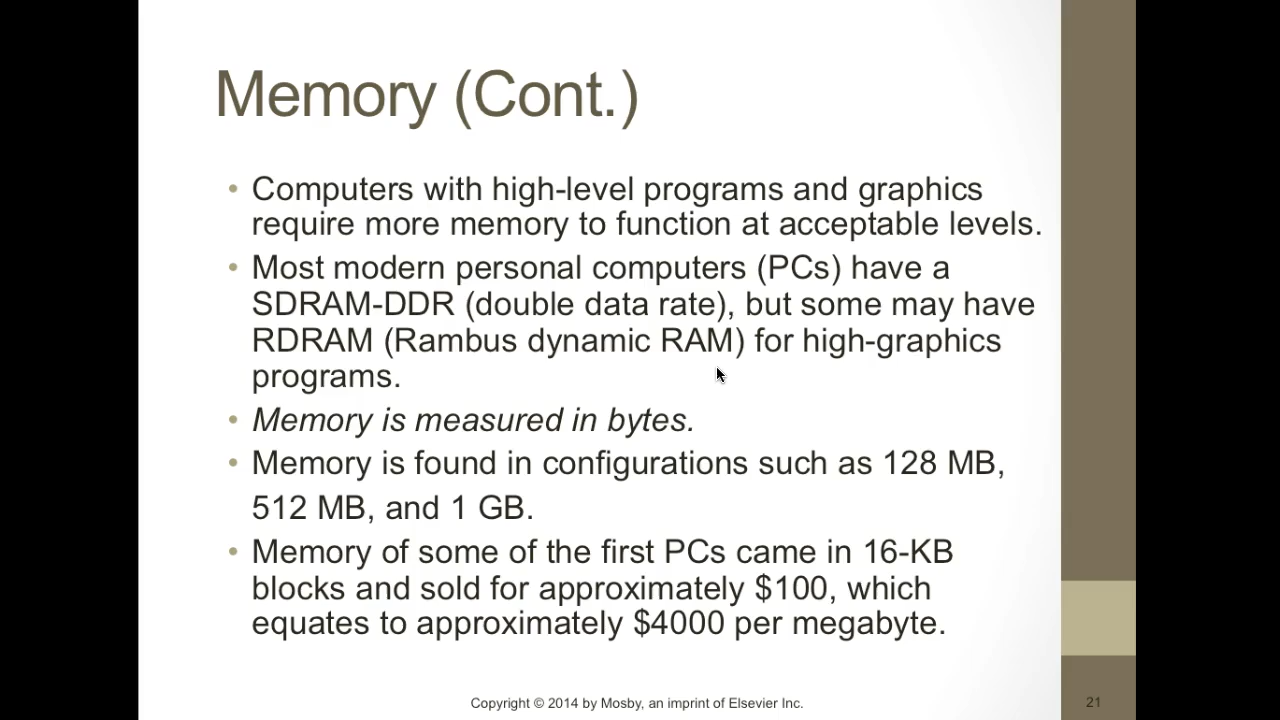 Memory (Cont.)
• Computers with high-level programs and graphics
require more memory to function at acceptable levels.
• Most modern personal computers (PCs) have a
SDRAM-DDR (double data rate), but some may have
RDRAM (Rambus dynamic RAM) for high-graphics
programs.
• Memory is measured in bytes.
• Memory is found in configurations such as 128 MB,
512 MB, and 1 GB.
• Memory of some of the first PCs came in 16-KB
blocks and sold for approximately $100, which
equates to approximately $4000 per megabyte.
Copyright © 2014 by Mosby, an imprint of Elsevier Inc.
21